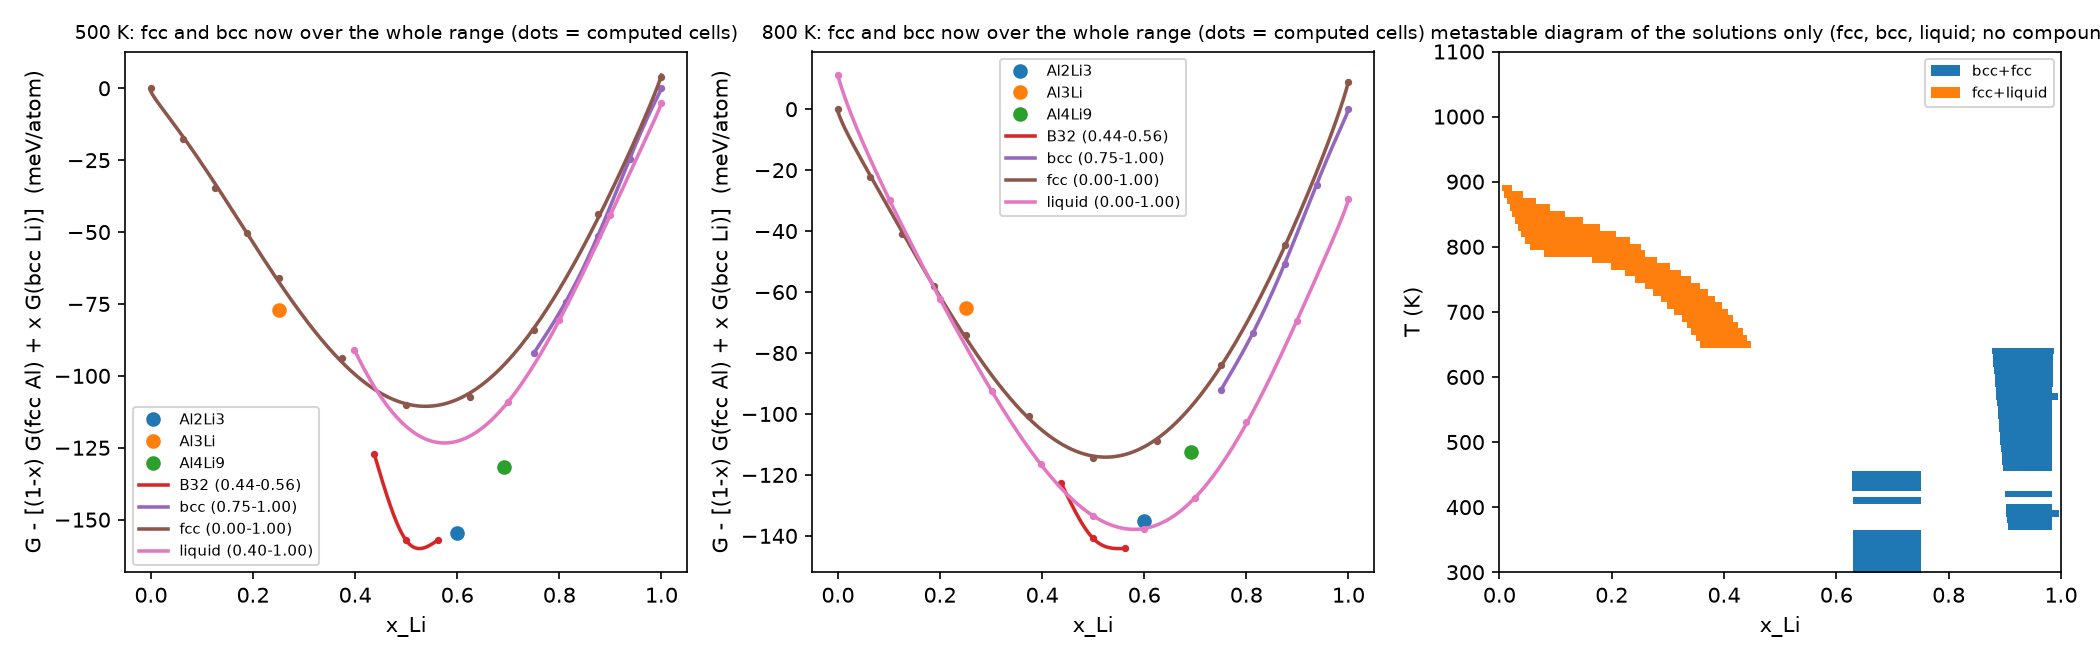 500 K: fcc and bcc now over the whole range (dots = computed cells)
G - [(1-x) G(fcc Al) + x G(bcc Li)] (meV/atom)
0
−25
−50
−75
−100
−125
−150
Al2Li3
Al3Li
Al4Li9
B32 (0.44-0.56)
bcc (0.75-1.00)
fcc (0.00-1.00)
liquid (0.40-1.00)
0.0 0.2 0.4 0.6 0.8 1.0
x_Li
800 K: fcc and bcc now over the whole range (dots = computed cells)
G - [(1-x) G(fcc Al) + x G(bcc Li)] (meV/atom)
0
−20
−40
−60
−80
−100
−120
−140
Al2Li3
Al3Li
Al4Li9
B32 (0.44-0.56)
bcc (0.75-1.00)
fcc (0.00-1.00)
liquid (0.00-1.00)
0.0 0.2 0.4 0.6 0.8 1.0
x_Li
metastable diagram of the solutions only (fcc, bcc, liquid; no compoun
T (K)
1100
1000
900
800
700
600
500
400
300
bcc+fcc
fcc+liquid
0.0 0.2 0.4 0.6 0.8 1.0
x_Li